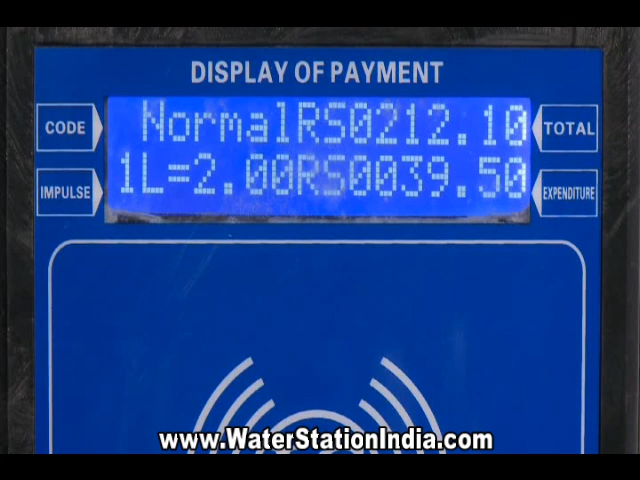 DISPLAY OF PAYMENT
CODE
NormalRS0212.10
TOTAL
IMPULSE
1L=2.00RS0039.50
EXPENDITURE
www.WaterStationIndia.com